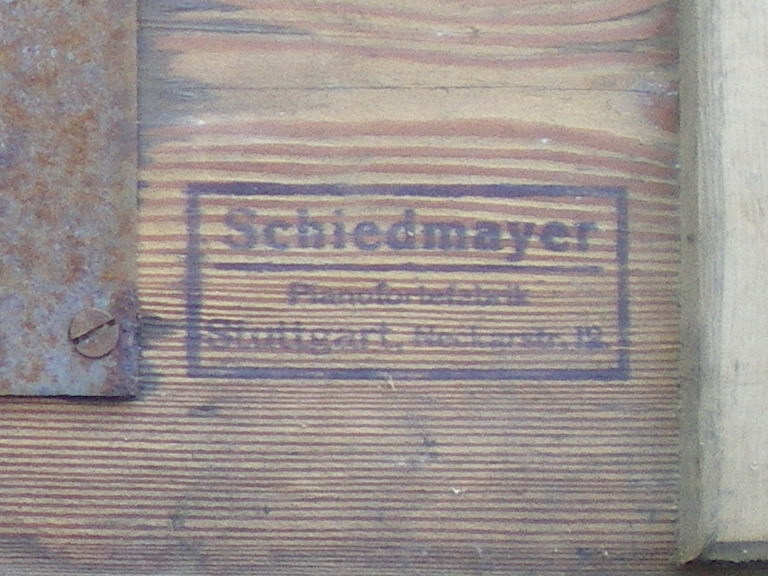 Schiedmayer
Pianofortefabrik
Stuttgart, Neckarstr. 12